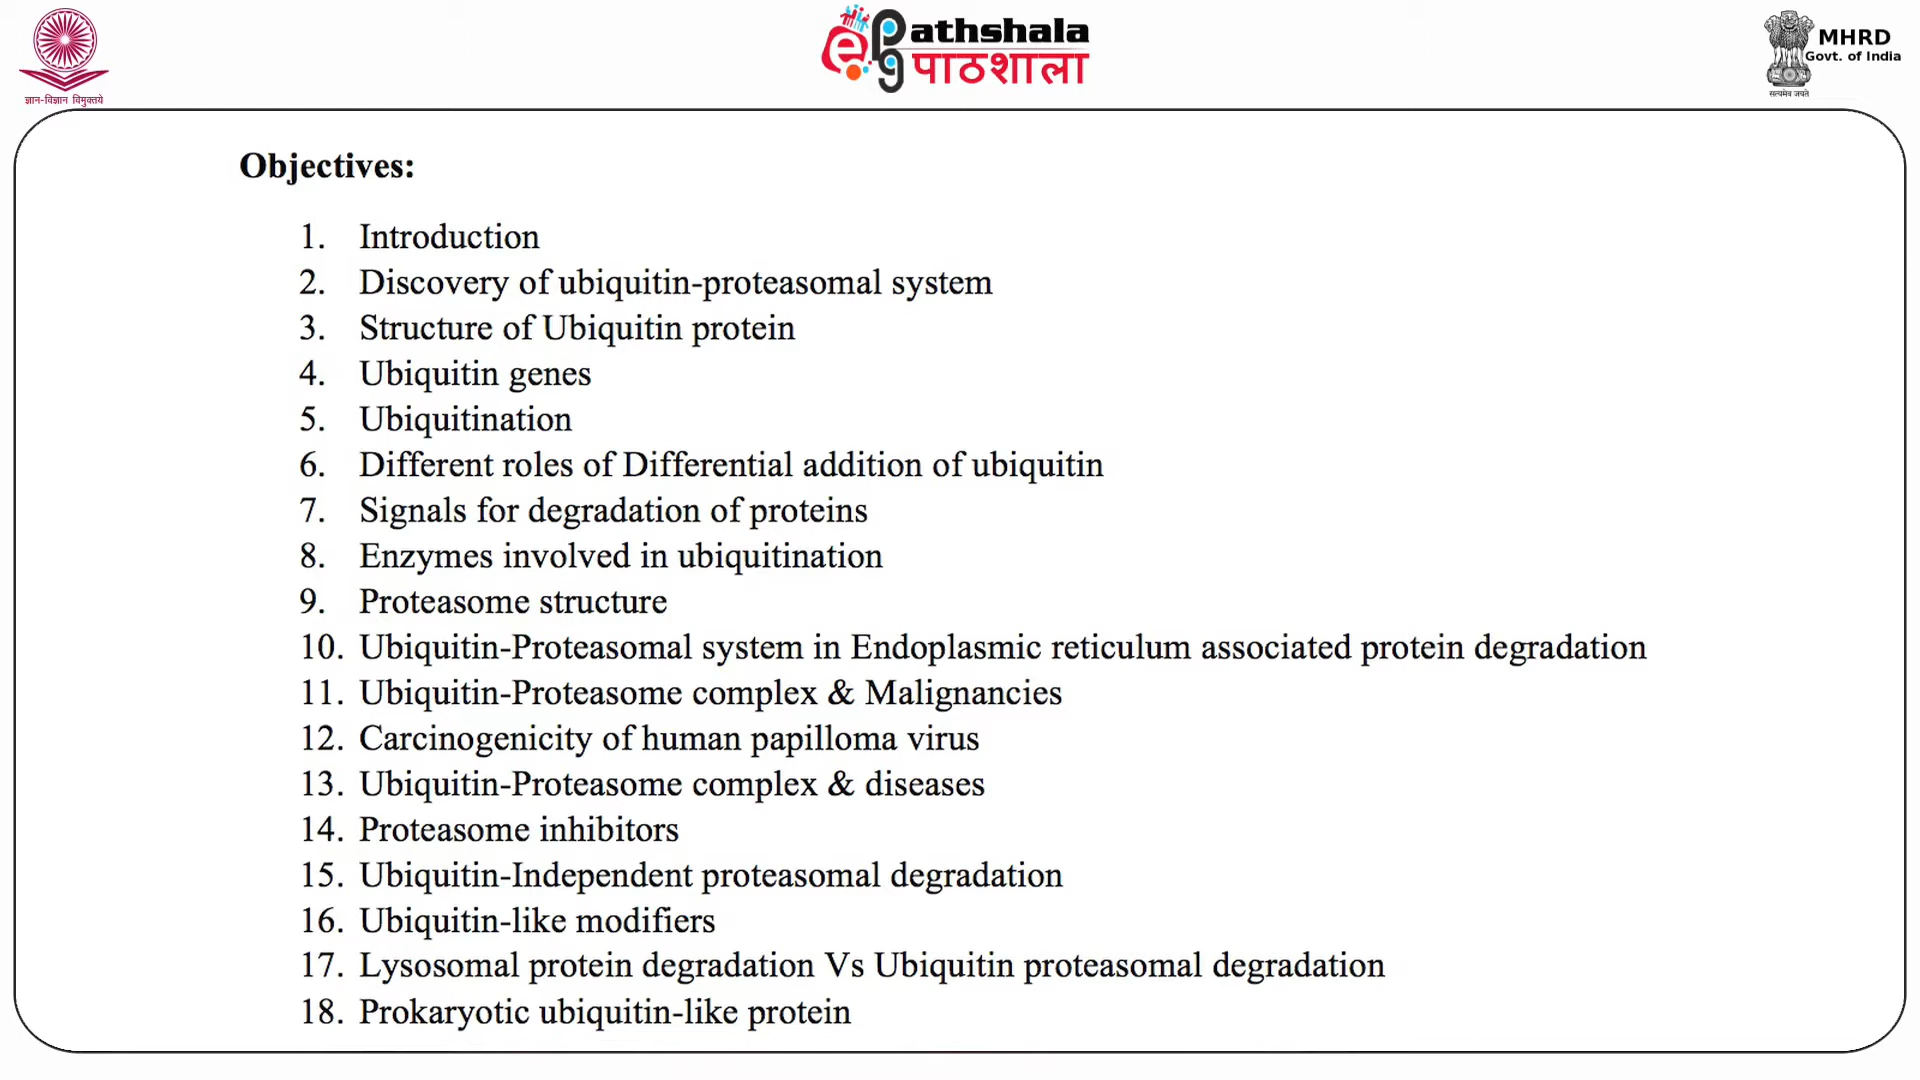 ज्ञान-विज्ञान विमुक्तये
e Pathshala
पाठशाला
MHRD
Govt. of India
सत्यमेव जयते
Objectives:
1. Introduction
2. Discovery of ubiquitin-proteasomal system
3. Structure of Ubiquitin protein
4. Ubiquitin genes
5. Ubiquitination
6. Different roles of Differential addition of ubiquitin
7. Signals for degradation of proteins
8. Enzymes involved in ubiquitination
9. Proteasome structure
10. Ubiquitin-Proteasomal system in Endoplasmic reticulum associated protein degradation
11. Ubiquitin-Proteasome complex & Malignancies
12. Carcinogenicity of human papilloma virus
13. Ubiquitin-Proteasome complex & diseases
14. Proteasome inhibitors
15. Ubiquitin-Independent proteasomal degradation
16. Ubiquitin-like modifiers
17. Lysosomal protein degradation Vs Ubiquitin proteasomal degradation
18. Prokaryotic ubiquitin-like protein